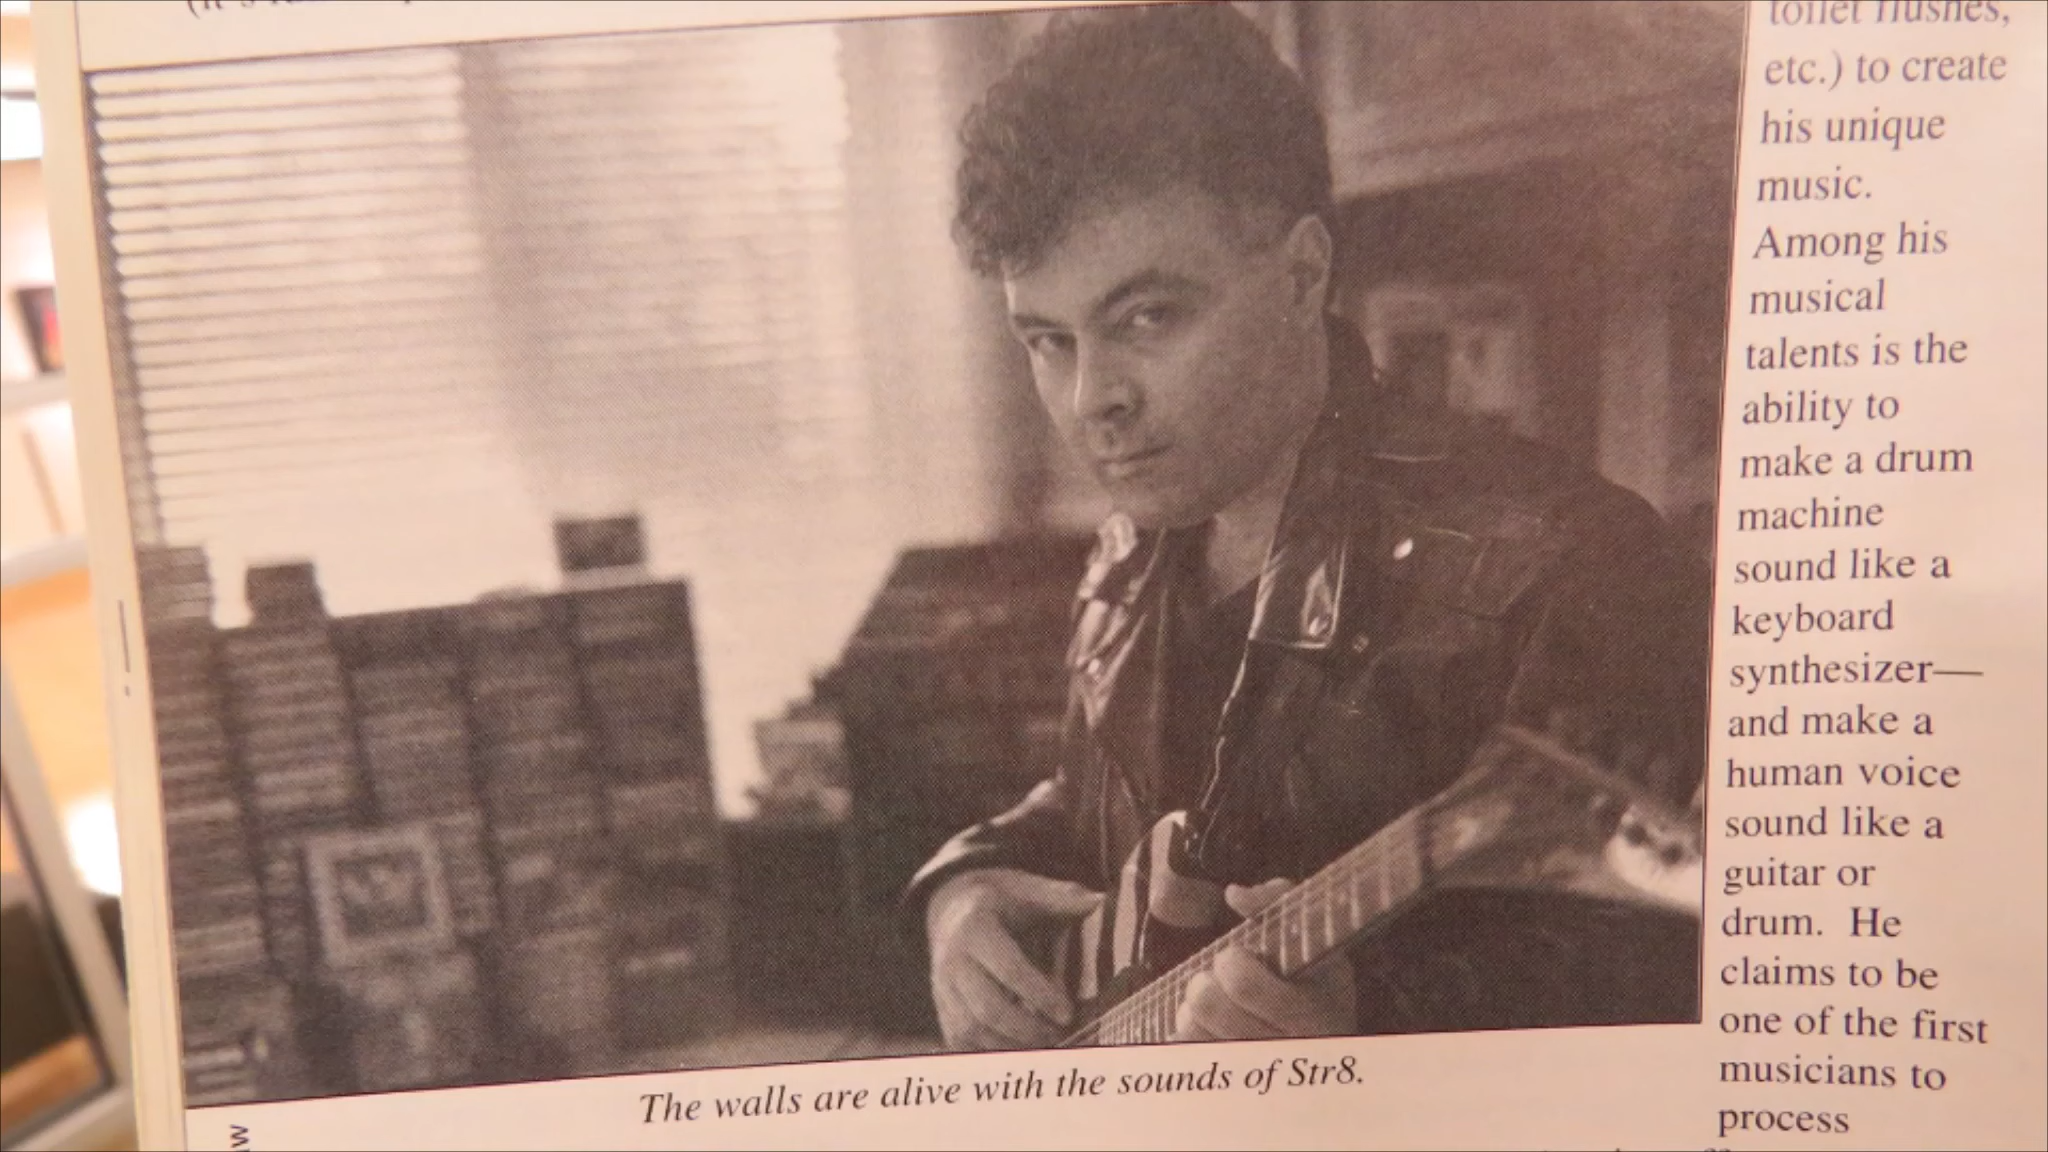 The walls are alive with the sounds of Str8.
toilet flushes,
etc.) to create
his unique
music.
Among his
musical
talents is the
ability to
make a drum
machine
sound like a
keyboard
synthesizer—
and make a
human voice
sound like a
guitar or
drum.  He
claims to be
one of the first
musicians to
process